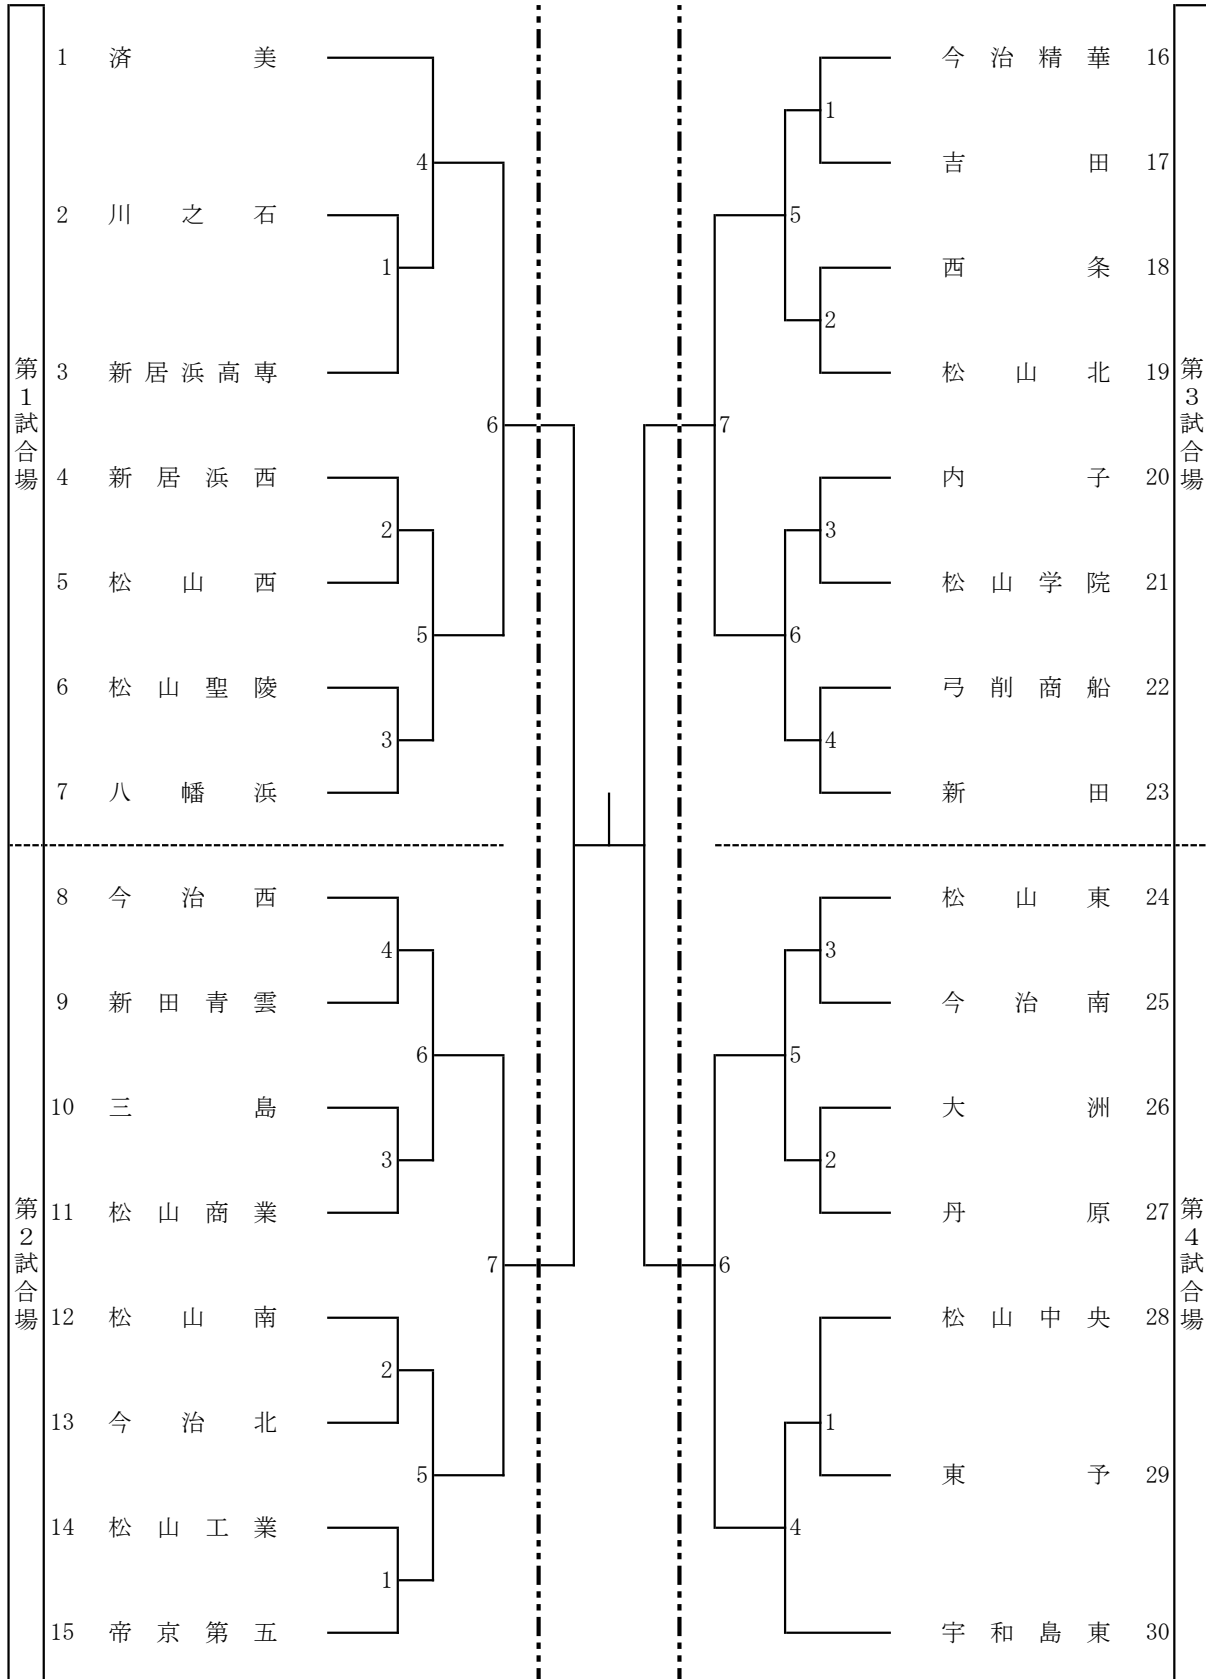 第1試合場
1 済美
4
2 川之石
1
3 新居浜高専
6
4 新居浜西
2
5 松山西
5
6 松山聖陵
3
7 八幡浜
第2試合場
8 今治西
4
9 新田青雲
6
10 三島
3
11 松山商業
7
12 松山南
2
13 今治北
5
14 松山工業
1
15 帝京第五
第3試合場
今治精華 16
1
吉田 17
5
西条 18
2
松山北 19
7
内子 20
3
松山学院 21
6
弓削商船 22
4
新田 23
第4試合場
松山東 24
3
今治南 25
5
大洲 26
2
丹原 27
6
松山中央 28
1
東予 29
4
宇和島東 30